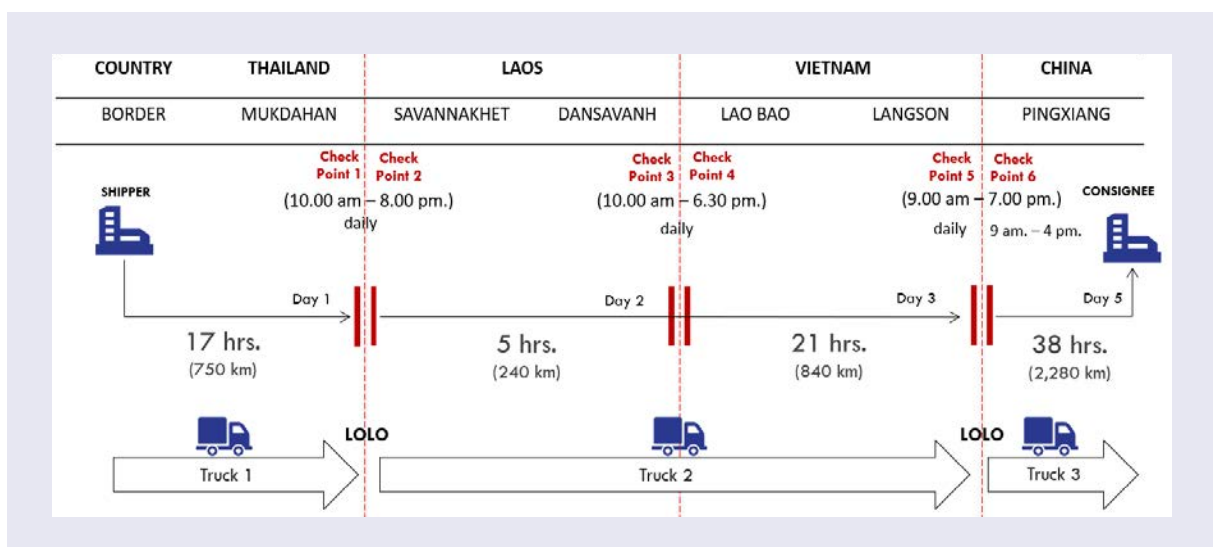 COUNTRY THAILAND LAOS VIETNAM CHINA
BORDER MUKDAHAN SAVANNAKHET DANSAVANH LAO BAO LANGSON PINGXIANG
Check Point 1
Check Point 2
Check Point 3
Check Point 4
Check Point 5
Check Point 6
SHIPPER
CONSIGNEE
(10.00 am – 8.00 pm.)
daily
(10.00 am – 6.30 pm.)
daily
(9.00 am – 7.00 pm.)
daily
9 am. – 4 pm.
Day 1
Day 2
Day 3
Day 5
17 hrs.
(750 km)
5 hrs.
(240 km)
21 hrs.
(840 km)
38 hrs.
(2,280 km)
LOLO
LOLO
Truck 1
Truck 2
Truck 3